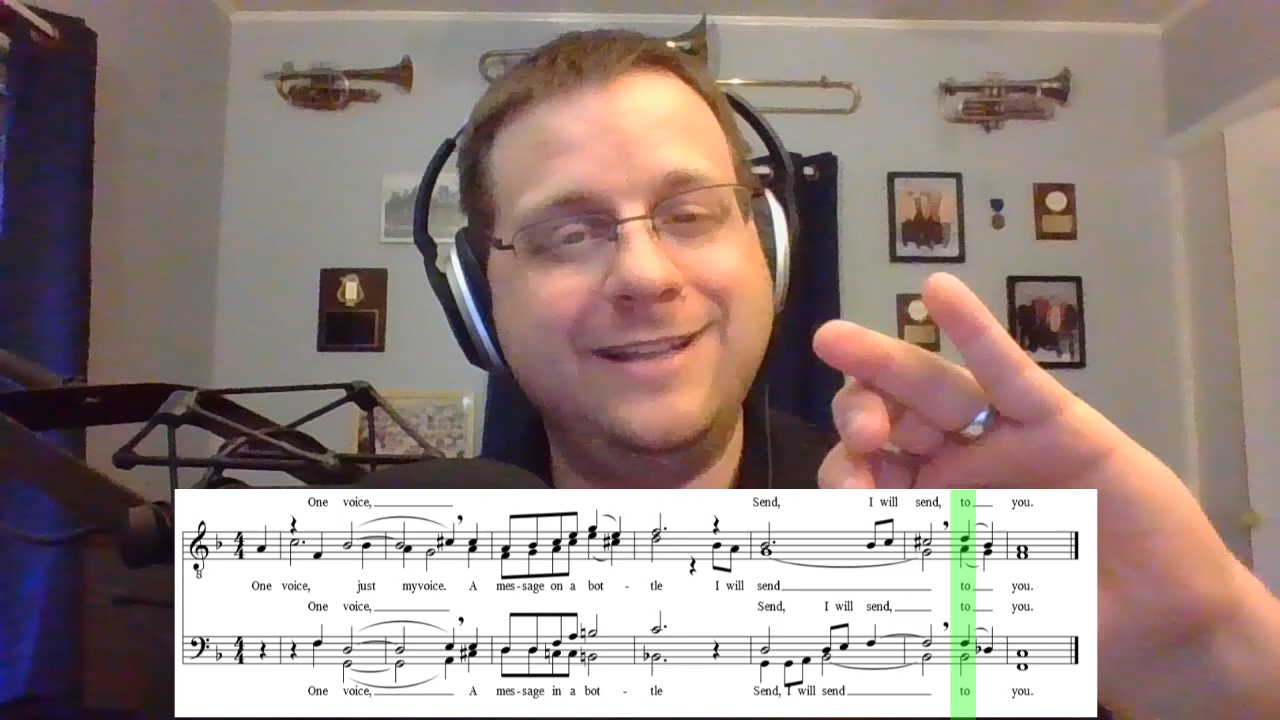 One voice, Send, I will send, to you.
8
One voice, just my voice. A mes - sage on a bot - tle I will send to you.
One voice, Send, I will send, to you.
One voice, A mes - sage in a bot - tle Send, I will send to you.